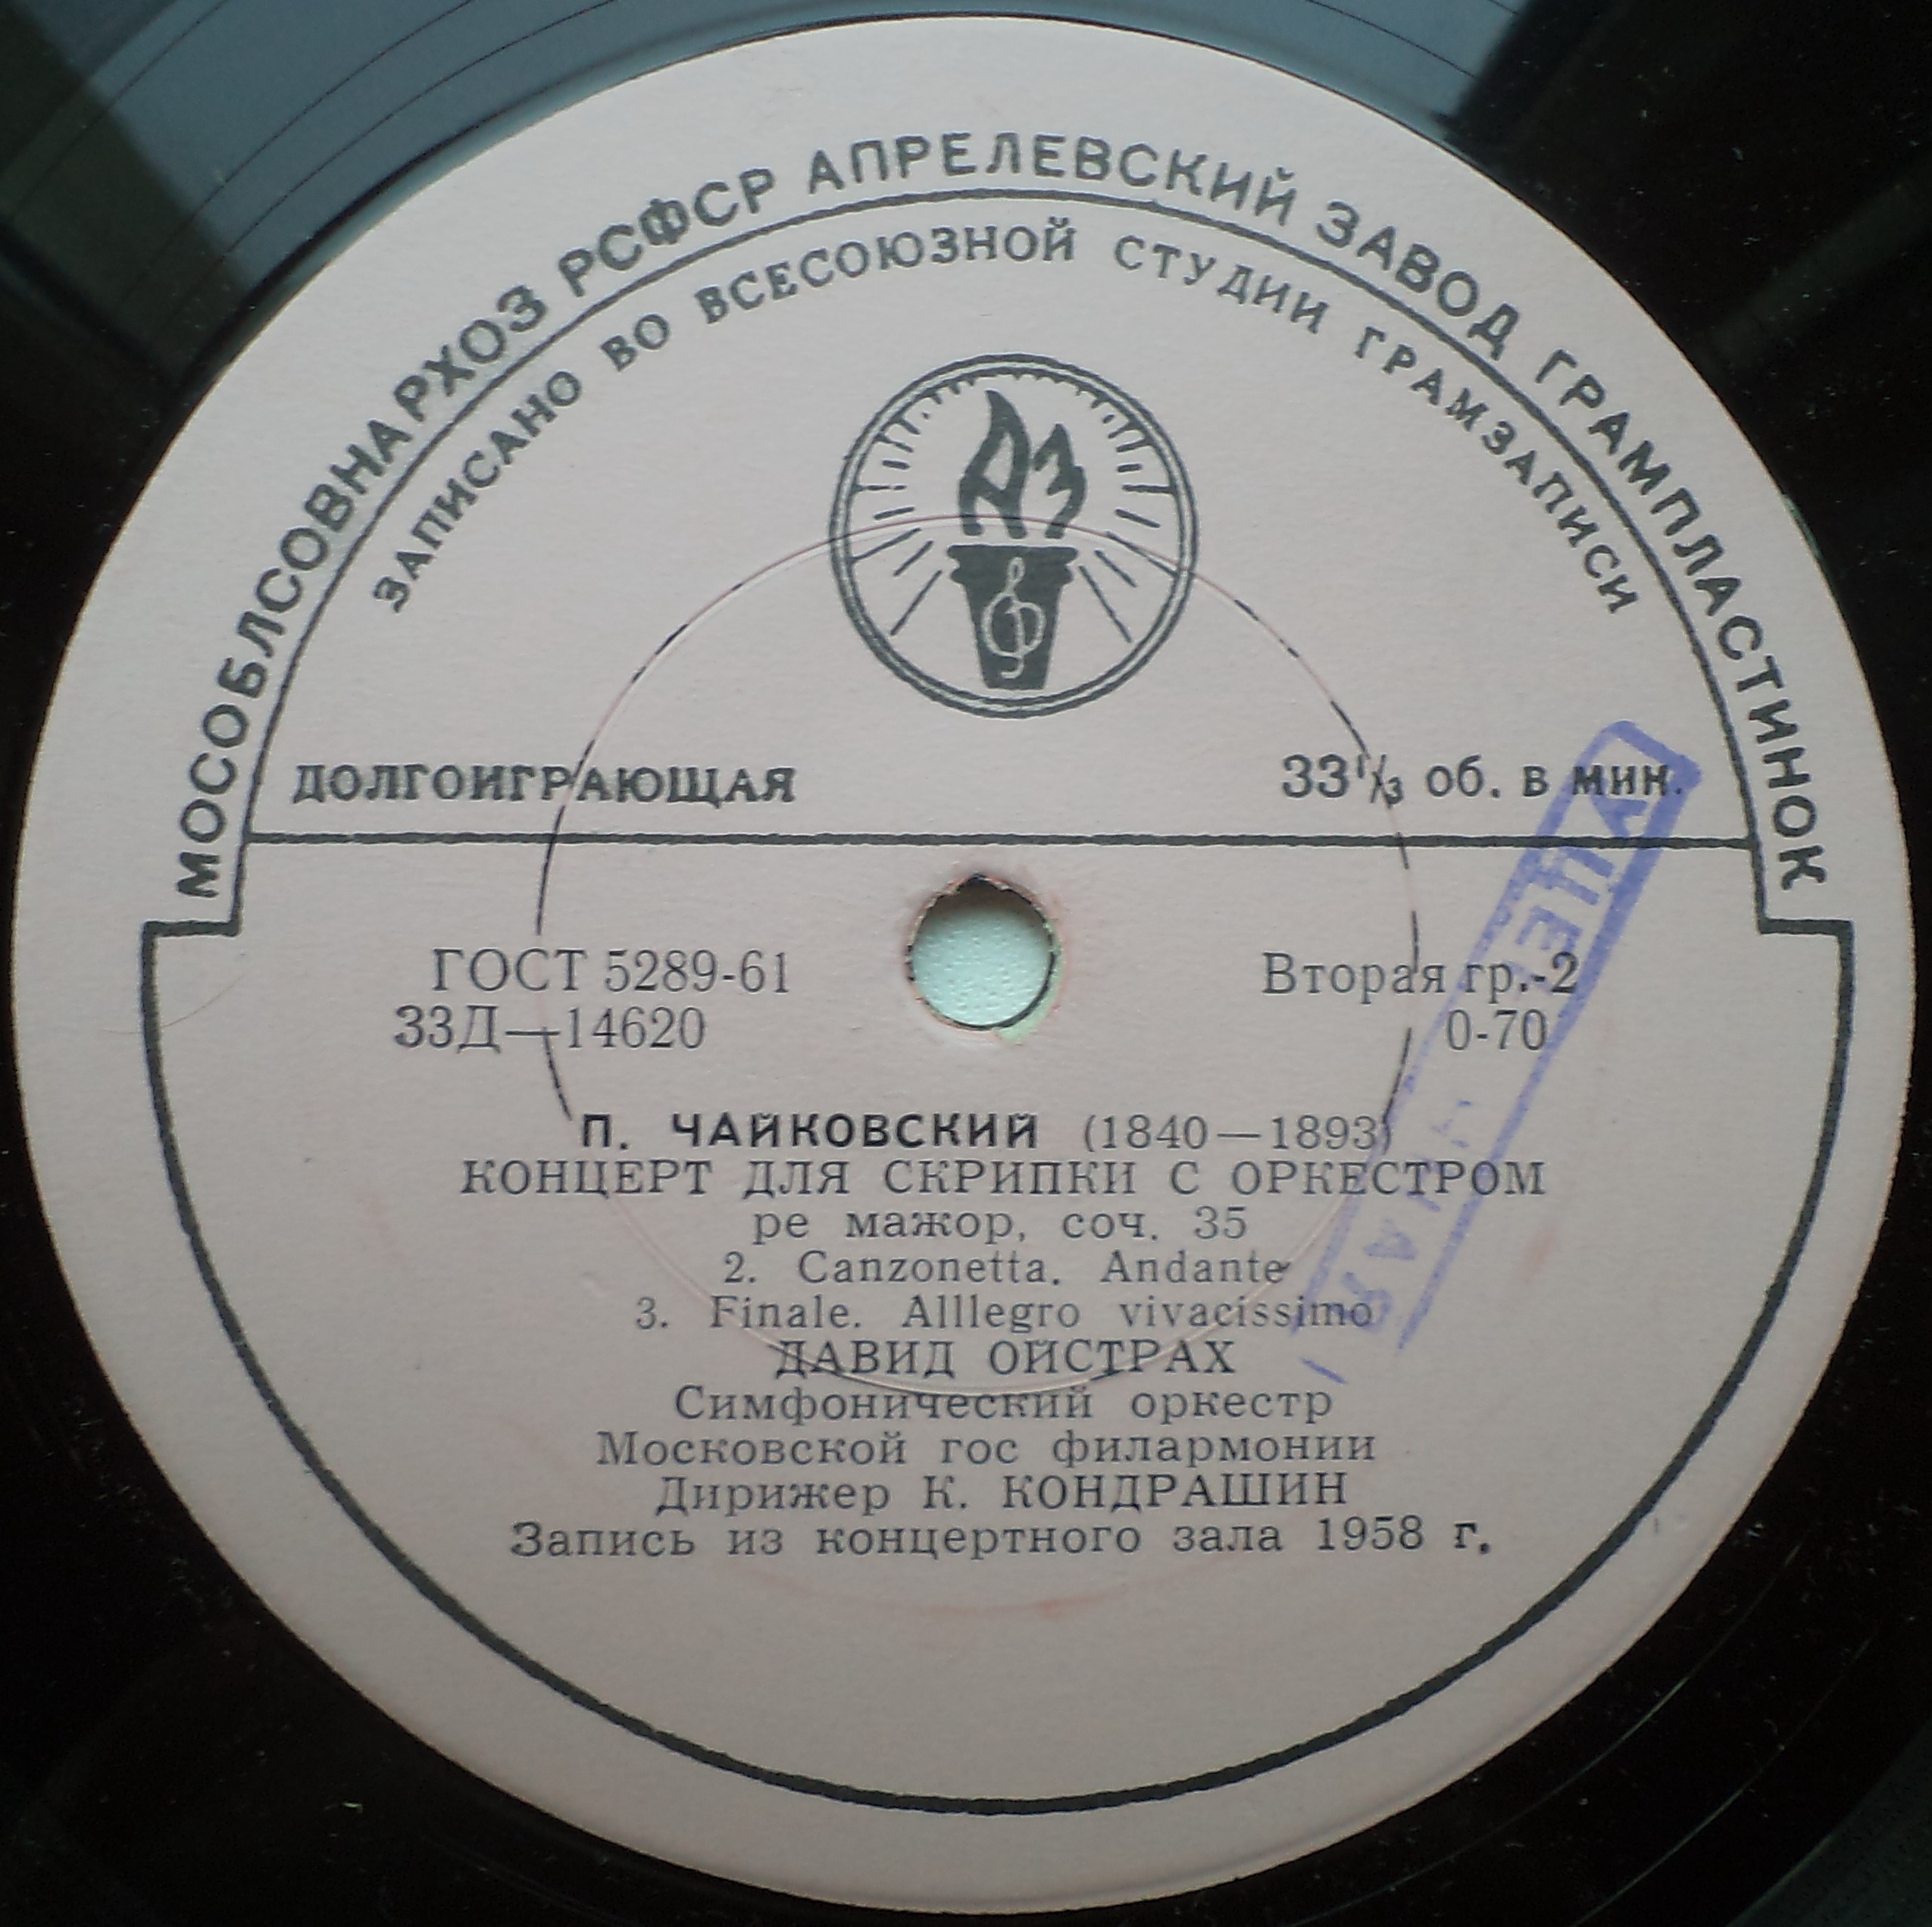 МОСОБЛСОВНАРХОЗ РСФСР АПРЕЛЕВСКИЙ ЗАВОД ГРАМПЛАСТИНОК
ЗАПИСАНО ВО ВСЕСОЮЗНОЙ СТУДИИ ГРАМЗАПИСИ
АЗ
ДОЛГОИГРАЮЩАЯ 33⅓ об. в мин.
ГОСТ 5289-61 Вторая гр.-2
33Д—14620 0-70
П. ЧАЙКОВСКИЙ (1840—1893)
КОНЦЕРТ ДЛЯ СКРИПКИ С ОРКЕСТРОМ
ре мажор, соч. 35
2. Canzonetta. Andante
3. Finale. Alllegro vivacissimo
ДАВИД ОЙСТРАХ
Симфонический оркестр
Московской гос филармонии
Дирижер К. КОНДРАШИН
Запись из концертного зала 1958 г.